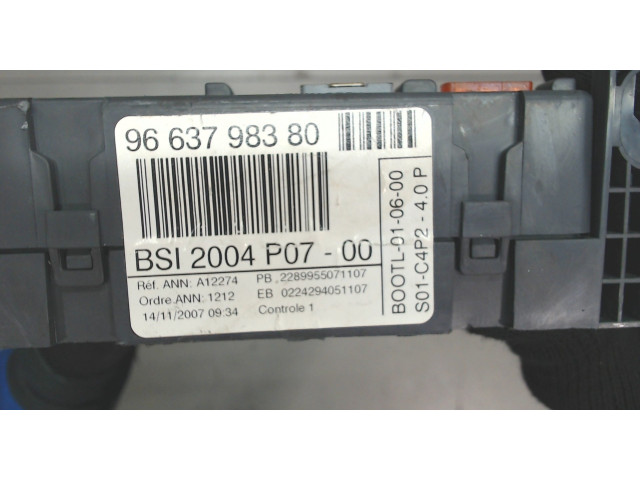 96 637 983 80
BSI 2004 P07 - 00
Réf. ANN: A12274 PB , 2289955071107
Ordre.ANN: 1212 EB 0224294051107
14/11/2007 09:34 Controle 1
BOOTL-01-06-00
S01-C4P2 - 4.0 P